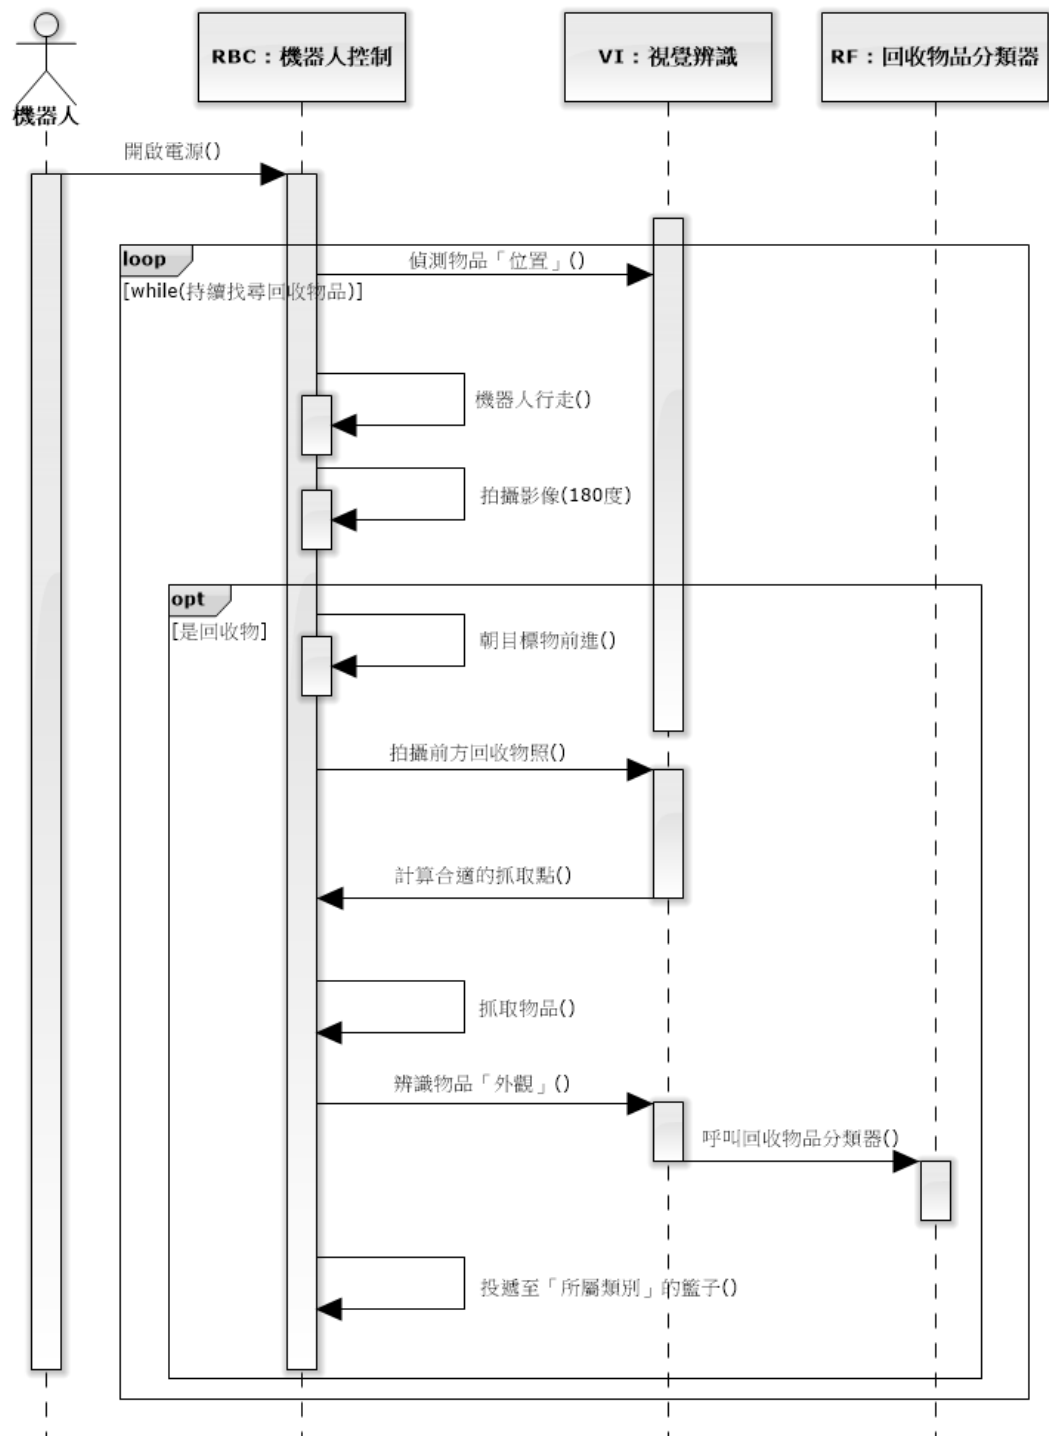 機器人
RBC：機器人控制
VI：視覺辨識
RF：回收物品分類器
開啟電源()
loop
偵測物品「位置」()
[while(持續找尋回收物品)]
機器人行走()
拍攝影像(180度)
opt
[是回收物]
朝目標物前進()
拍攝前方回收物照()
計算合適的抓取點()
抓取物品()
辨識物品「外觀」()
呼叫回收物品分類器()
投遞至「所屬類別」的籃子()